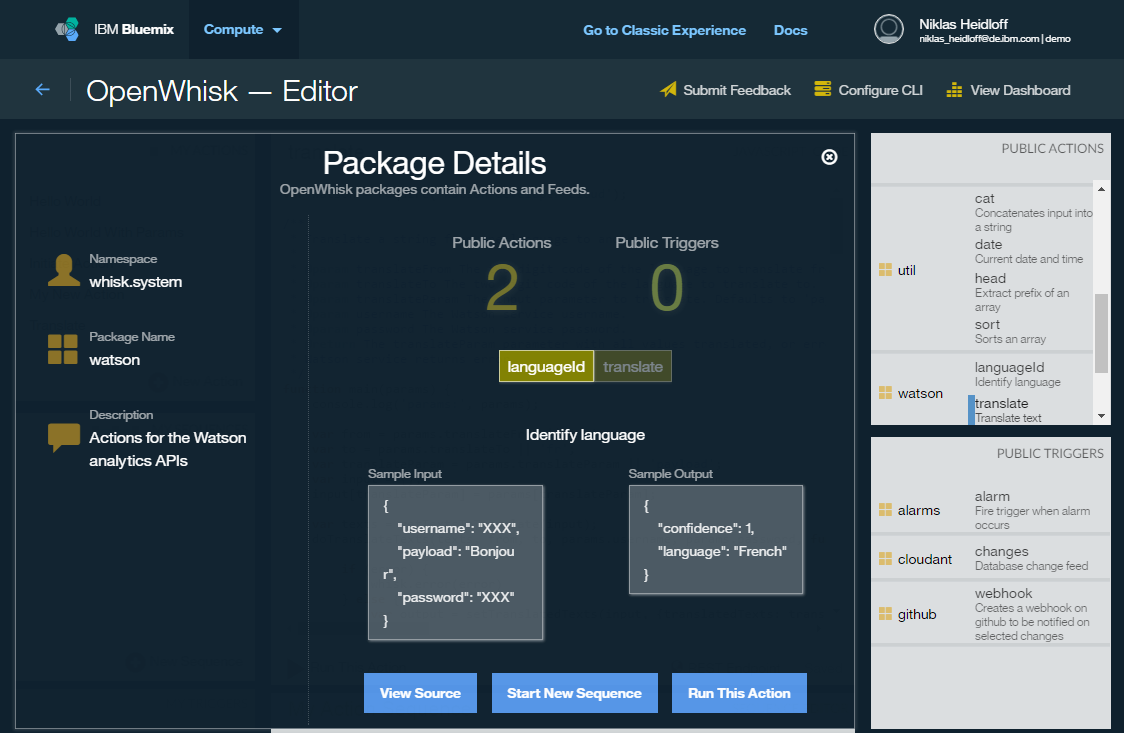 IBM Bluemix
Compute
Go to Classic Experience
Docs
Niklas Heidloff
niklas_heidloff@de.ibm.com | demo
OpenWhisk — Editor
Submit Feedback
Configure CLI
View Dashboard
Package Details
OpenWhisk packages contain Actions and Feeds.
Namespace
whisk.system
Package Name
watson
Description
Actions for the Watson
analytics APIs
Public Actions
2
Public Triggers
0
languageId
translate
Identify language
Sample Input
{
"username": "XXX",
"payload": "Bonjou
r",
"password": "XXX"
}
Sample Output
{
"confidence": 1,
"language": "French"
}
View Source
Start New Sequence
Run This Action
PUBLIC ACTIONS
util
cat
Concatenates input into
a string
date
Current date and time
head
Extract prefix of an
array
sort
Sorts an array
watson
languageId
Identify language
translate
Translate text
PUBLIC TRIGGERS
alarms
alarm
Fire trigger when alarm
occurs
cloudant
changes
Database change feed
github
webhook
Creates a webhook on
github to be notified on
selected changes